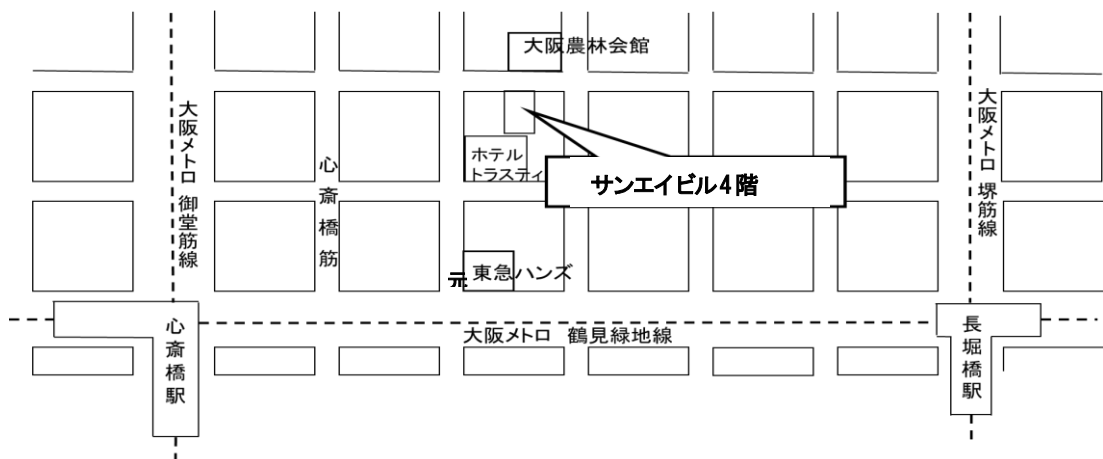 大阪農林会館
大阪メトロ 御堂筋線
心斎橋筋
ホテル
トラスティ
サンエイビル4階
大阪メトロ 堺筋線
元 東急ハンズ
大阪メトロ 鶴見緑地線
心斎橋駅
長堀橋駅